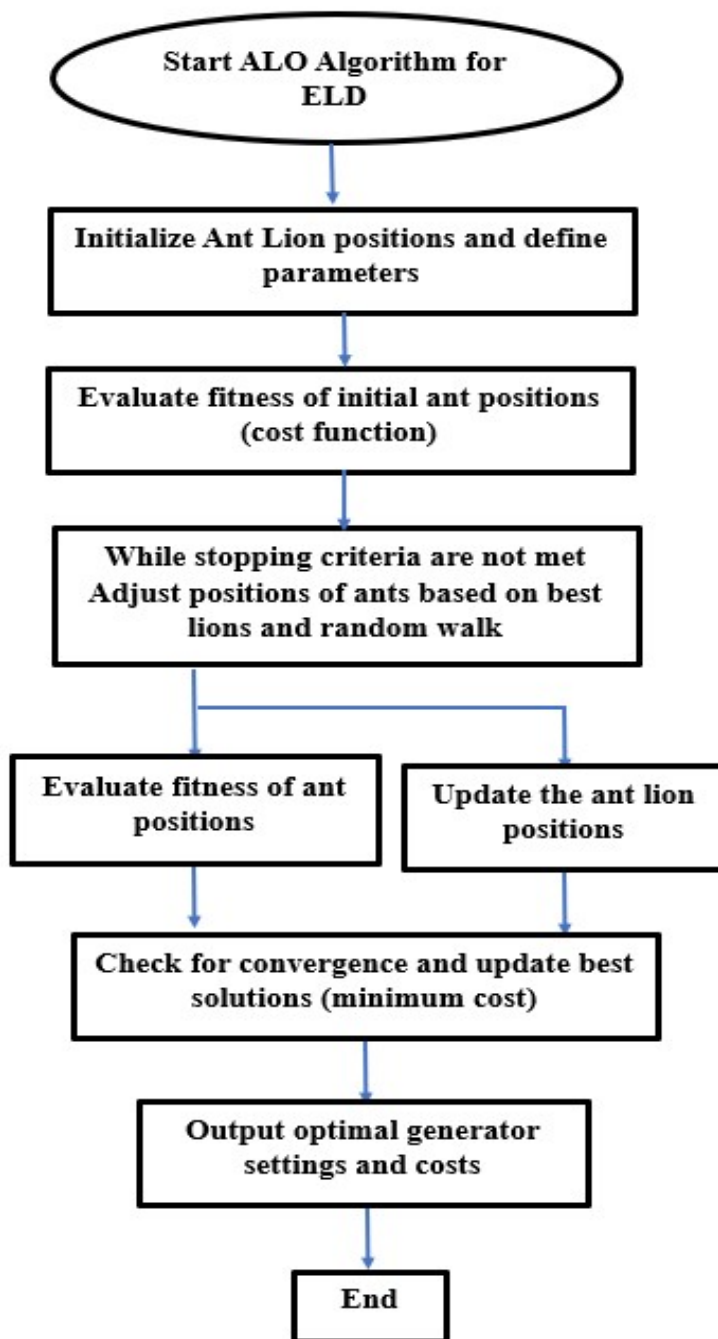 Start ALO Algorithm for
ELD
Initialize Ant Lion positions and define
parameters
Evaluate fitness of initial ant positions
(cost function)
While stopping criteria are not met
Adjust positions of ants based on best
lions and random walk
Evaluate fitness of ant
positions
Update the ant lion
positions
Check for convergence and update best
solutions (minimum cost)
Output optimal generator
settings and costs
End